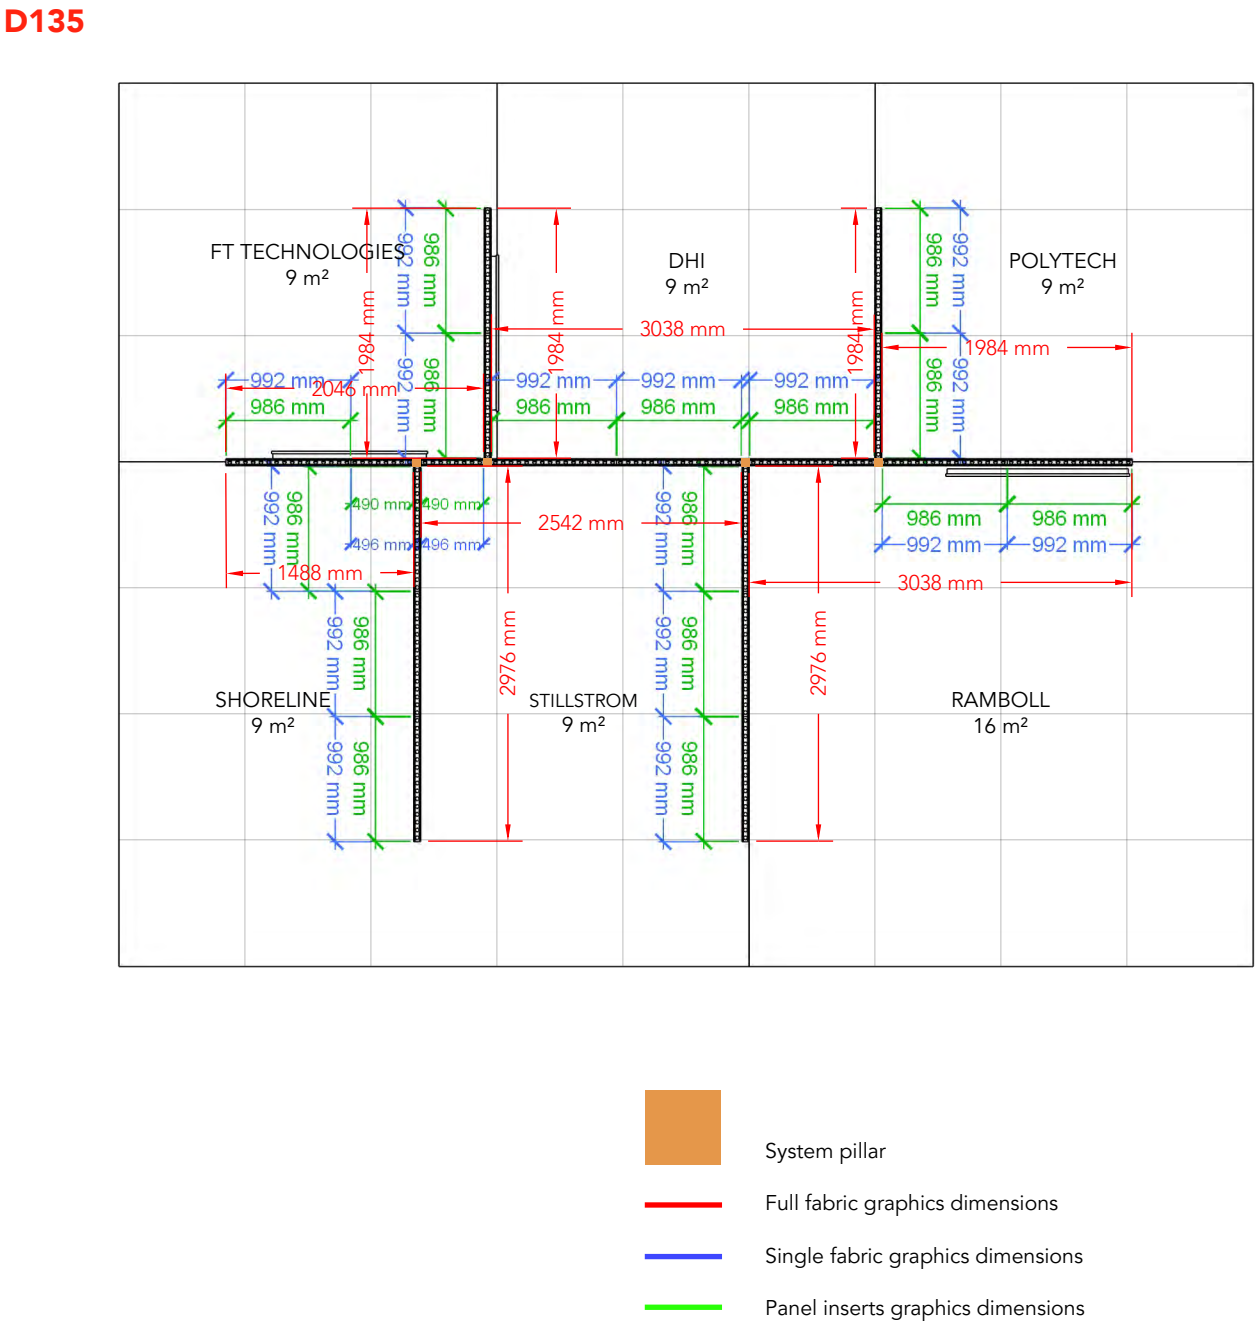 D135
FT TECHNOLOGIES
9 m²
DHI
9 m²
POLYTECH
9 m²
992 mm
986 mm
992 mm
986 mm
1984 mm
1984 mm
1984 mm
986 mm
992 mm
986 mm
992 mm
3038 mm
1984 mm
992 mm
2046 mm
986 mm
992 mm
992 mm
992 mm
986 mm
986 mm
986 mm
992 mm
986 mm
490 mm
490 mm
496 mm
496 mm
1488 mm
2542 mm
992 mm
986 mm
986 mm
986 mm
992 mm
992 mm
3038 mm
992 mm
986 mm
2976 mm
992 mm
986 mm
2976 mm
SHORELINE
9 m²
STILLSTROM
9 m²
RAMBOLL
16 m²
992 mm
986 mm
992 mm
986 mm
System pillar
Full fabric graphics dimensions
Single fabric graphics dimensions
Panel inserts graphics dimensions